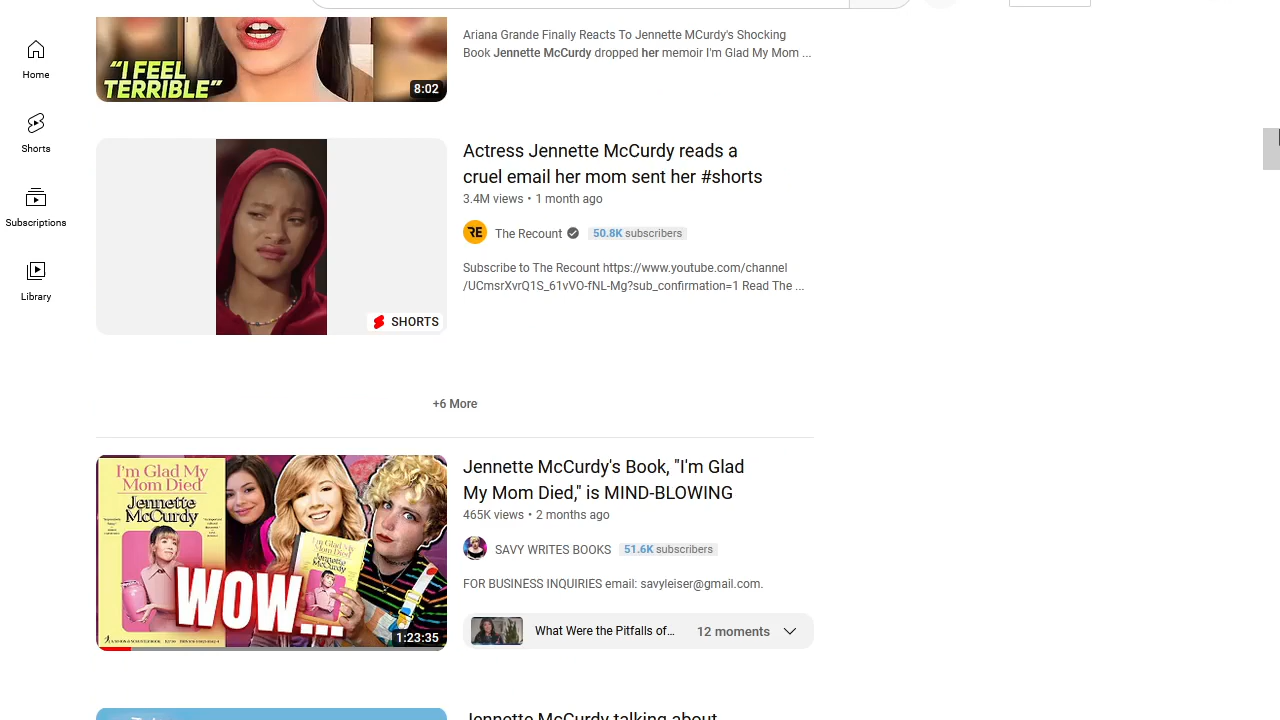 Home
Shorts
Subscriptions
Library
"I FEEL
TERRIBLE"
8:02
Ariana Grande Finally Reacts To Jennette MCurdy's Shocking
Book Jennette McCurdy dropped her memoir I'm Glad My Mom ...
SHORTS
Actress Jennette McCurdy reads a
cruel email her mom sent her #shorts
3.4M views • 1 month ago
RE The Recount 50.8K subscribers
Subscribe to The Recount https://www.youtube.com/channel
/UCmsrXvrQ1S_61vVO-fNL-Mg?sub_confirmation=1 Read The ...
+6 More
I'm Glad My
Mom Died
Jennette
McCurdy
WOW...
1:23:35
Jennette McCurdy's Book, "I'm Glad
My Mom Died," is MIND-BLOWING
465K views • 2 months ago
SAVY WRITES BOOKS 51.6K subscribers
FOR BUSINESS INQUIRIES email: savyleiser@gmail.com.
What Were the Pitfalls of... 12 moments
Jennette McCurdy talking about